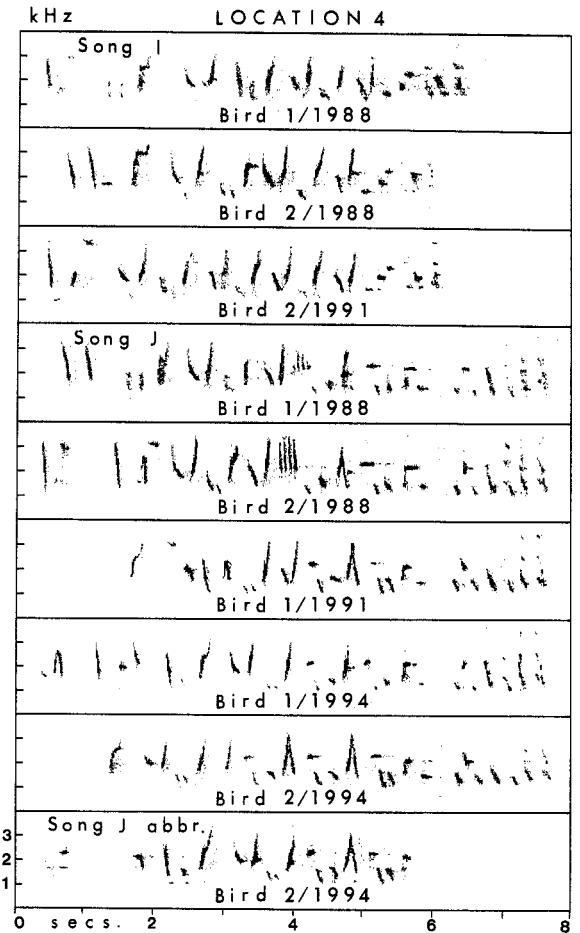 kHz LOCATION 4
Song I
Bird 1/1988
Bird 2/1988
Bird 2/1991
Song J
Bird 1/1988
Bird 2/1988
Bird 1/1991
Bird 1/1994
Bird 2/1994
Song J abbr.
3
2
1
Bird 2/1994
0 secs. 2 4 6 8